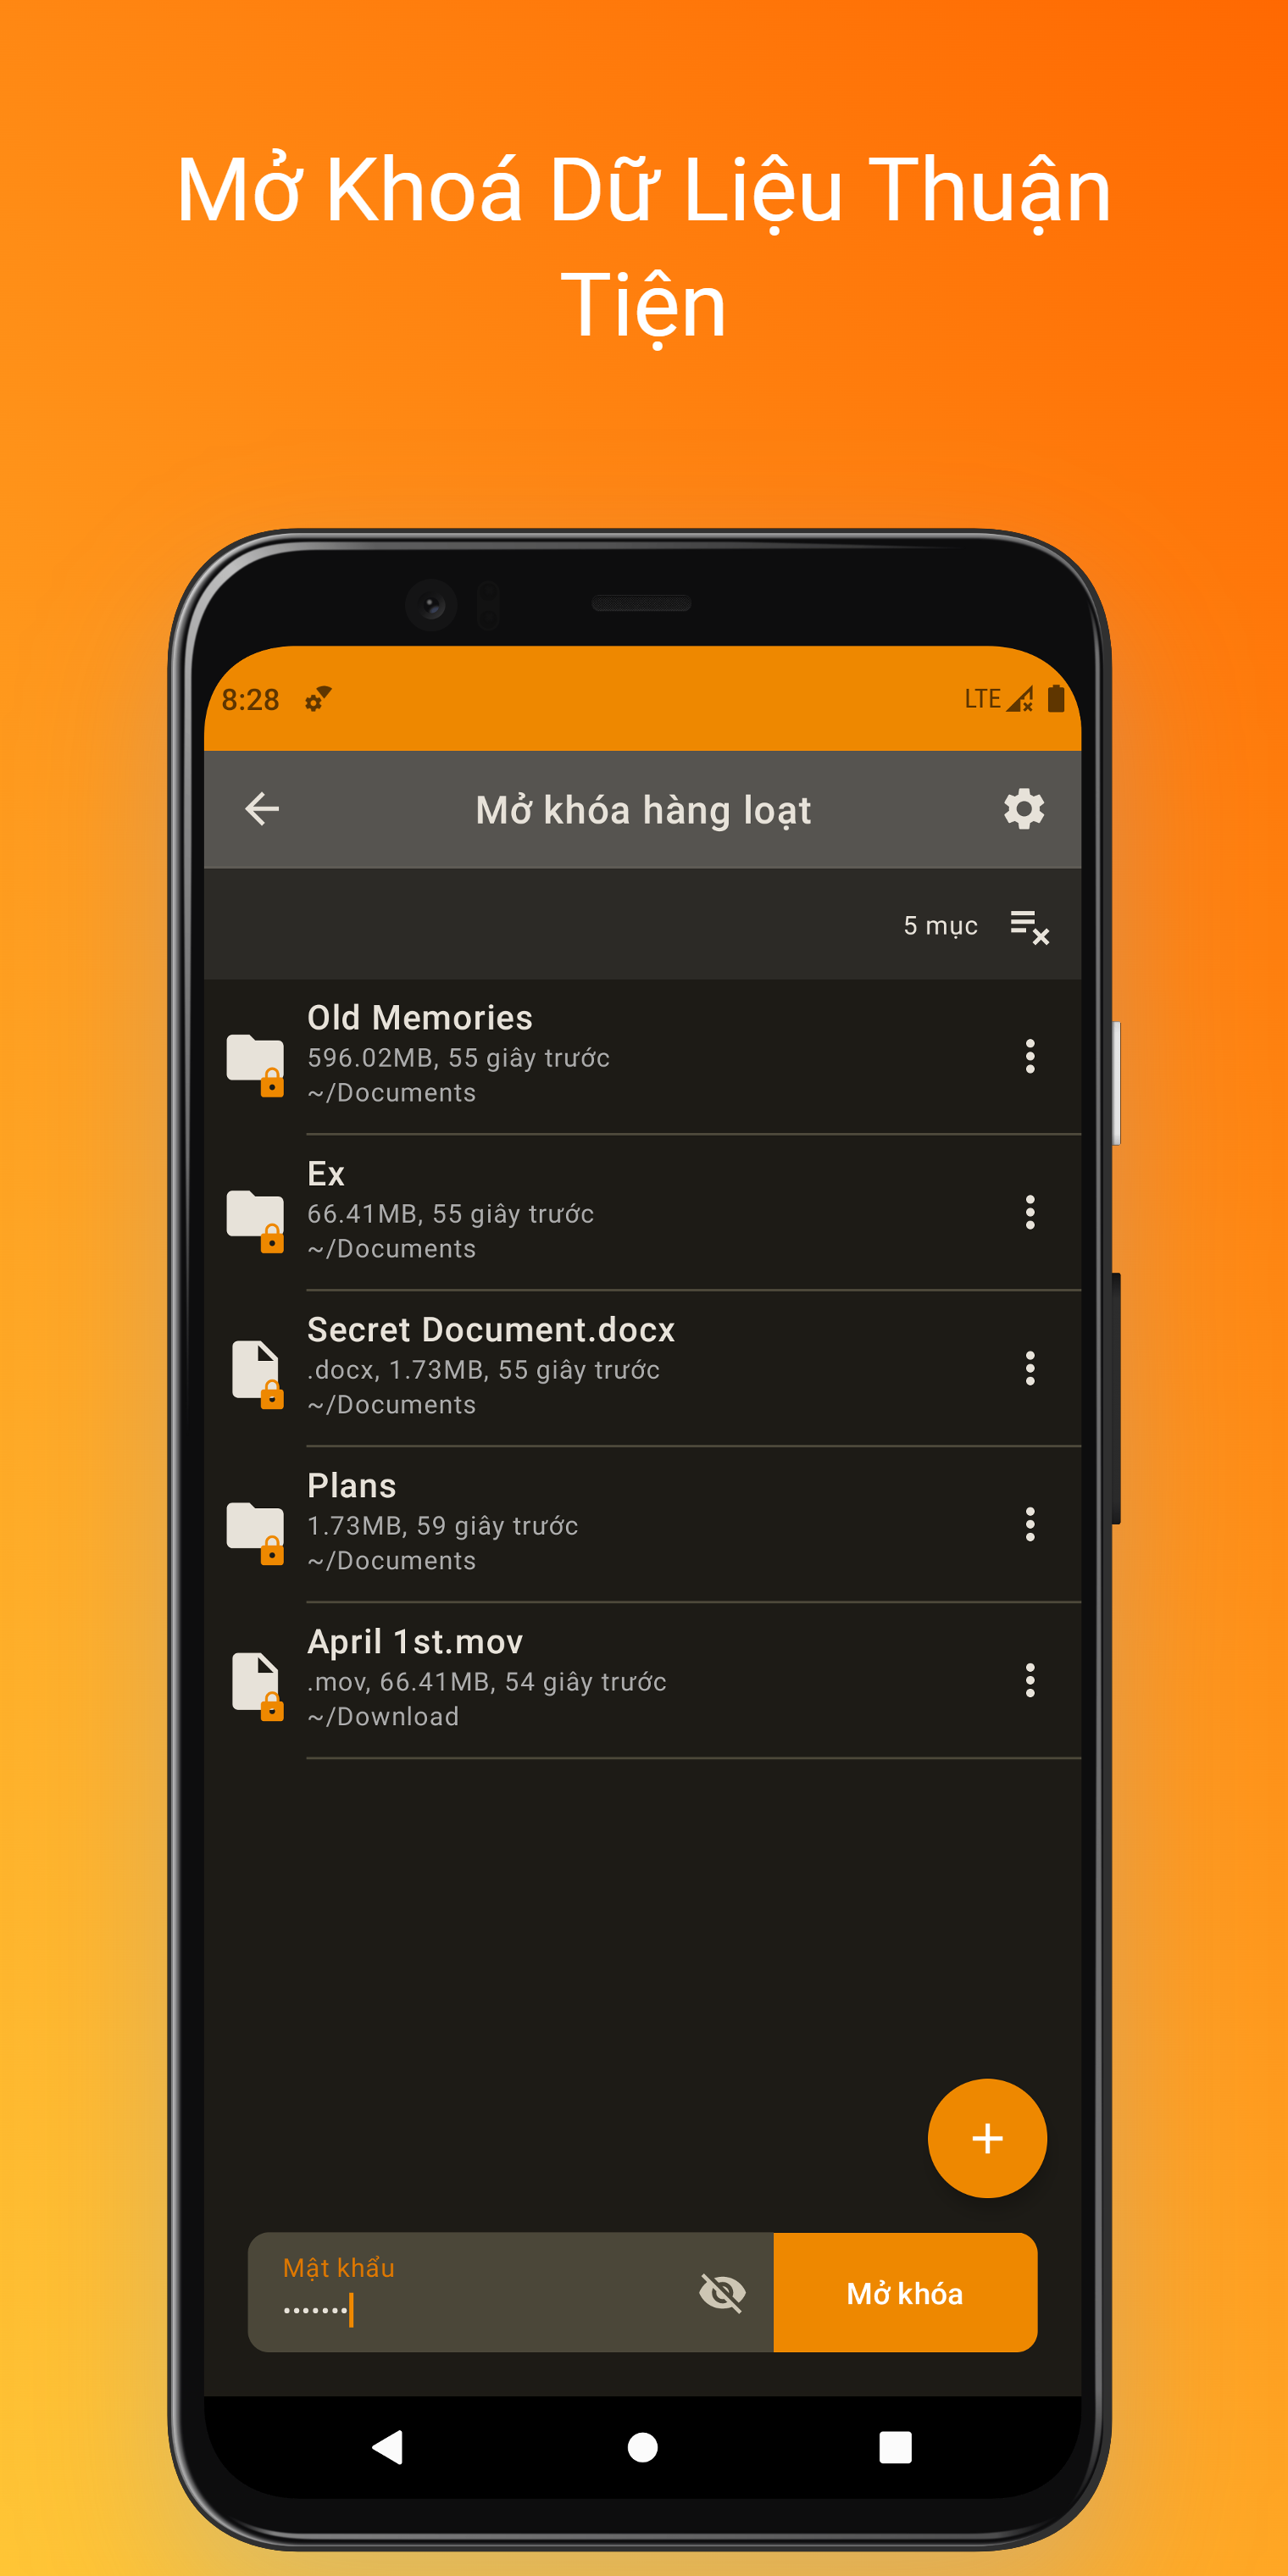 Mở Khoá Dữ Liệu Thuận
Tiện
8:28
LTE
Mở khóa hàng loạt
5 mục
Old Memories
596.02MB, 55 giây trước
~/Documents
Ex
66.41MB, 55 giây trước
~/Documents
Secret Document.docx
.docx, 1.73MB, 55 giây trước
~/Documents
Plans
1.73MB, 59 giây trước
~/Documents
April 1st.mov
.mov, 66.41MB, 54 giây trước
~/Download
Mật khẩu
•••••••
Mở khóa